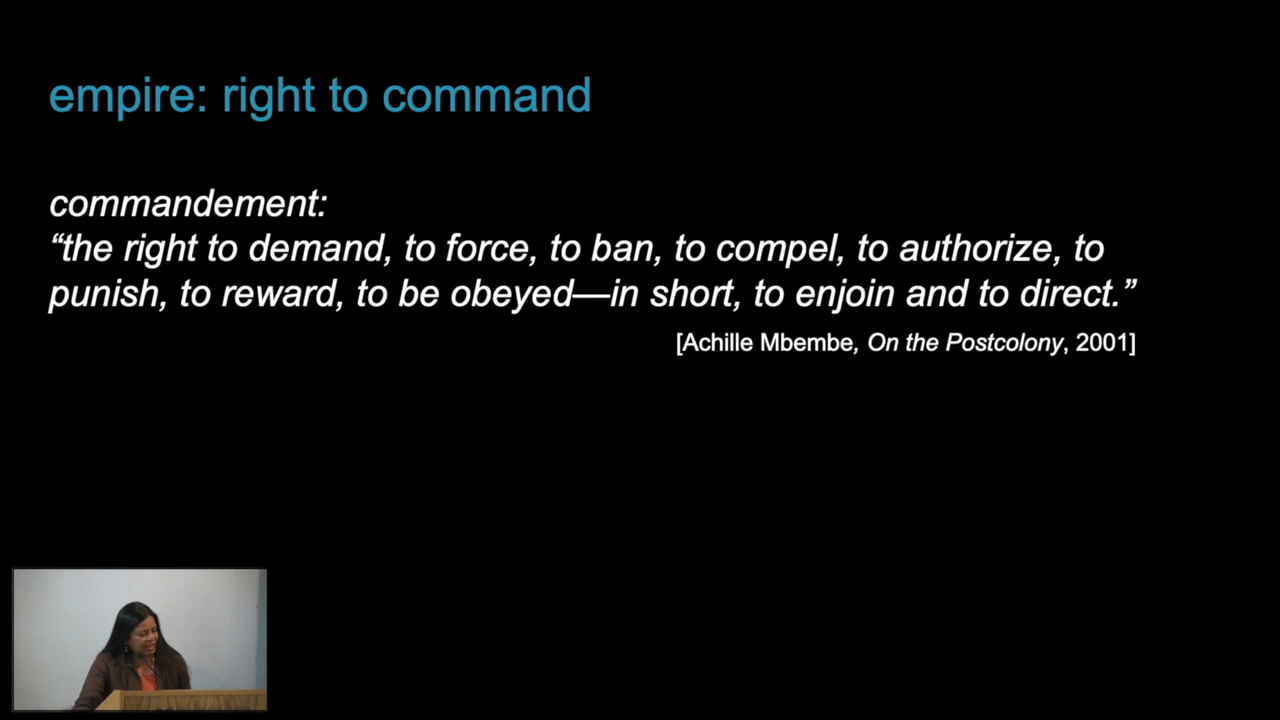 empire: right to command
commandement:
“the right to demand, to force, to ban, to compel, to authorize, to
punish, to reward, to be obeyed—in short, to enjoin and to direct.”
[Achille Mbembe, On the Postcolony, 2001]